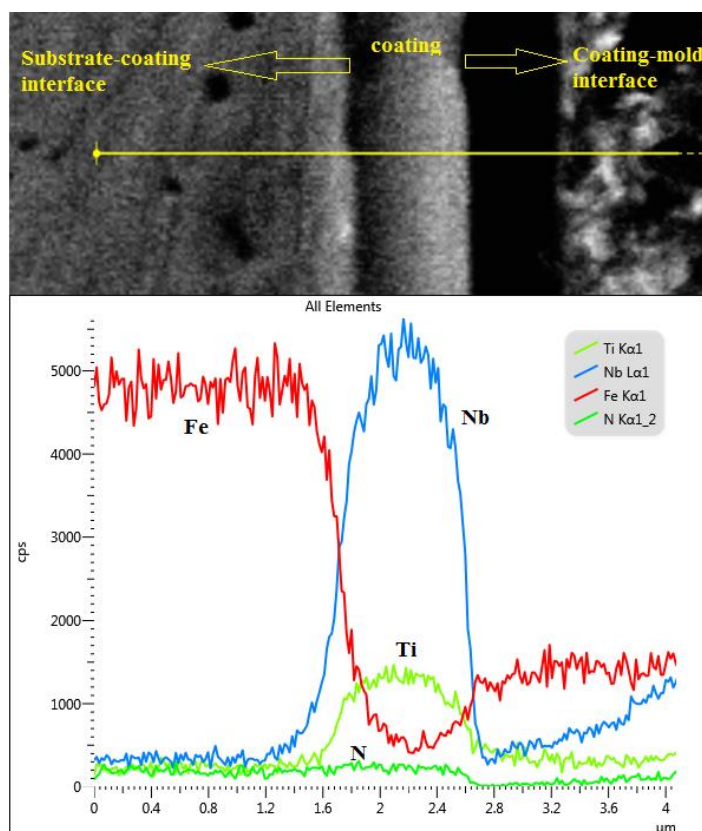 Substrate-coating
interface
coating
Coating-mold
interface
All Elements
5000
4000
3000
2000
1000
0
cps
Fe
Nb
Ti
N
Ti Kα1
Nb Lα1
Fe Kα1
N Kα1_2
0 0.4 0.8 1.2 1.6 2 2.4 2.8 3.2 3.6 4
µm